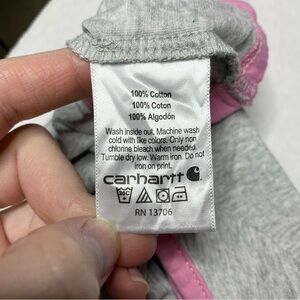 100% Cotton
100% Coton
100% Algodón
Wash inside out. Machine wash
cold with like colors. Only non
chlorine bleach when needed.
Tumble dry low. Warm iron. Do not
iron on print.
carhartt
RN 13706